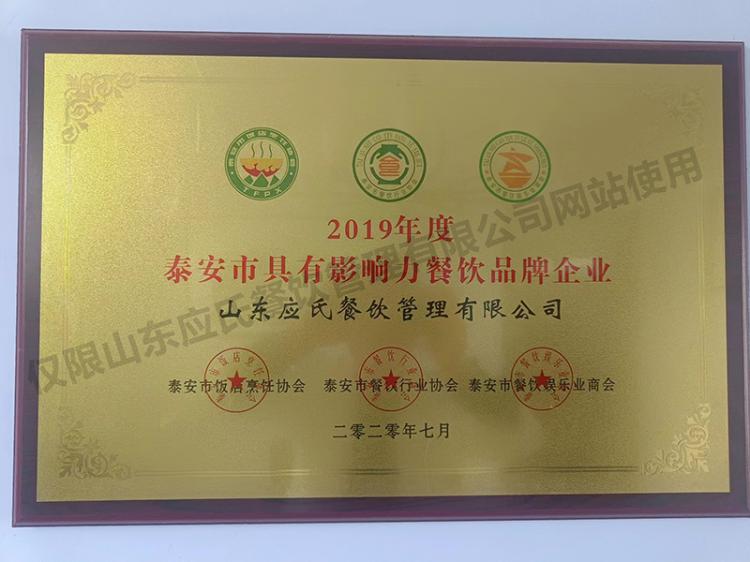 TFPX
2019年度
泰安市具有影响力餐饮品牌企业
山东应氏餐饮管理有限公司
泰安市饭店烹饪协会 泰安市餐饮行业协会 泰安市餐饮娱乐业商会
二零二零年七月
仅限山东应氏餐饮管理有限公司网站使用